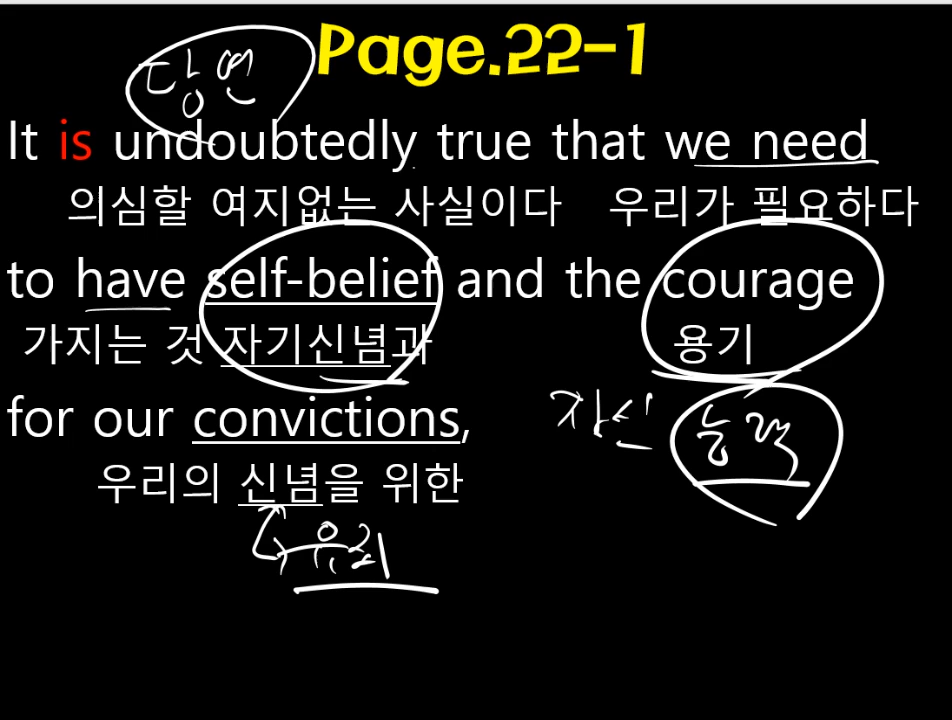 Page.22-1
당연
It is undoubtedly true that we need
의심할 여지없는 사실이다 우리가 필요하다
to have self-belief and the courage
가지는 것 자기신념과 용기
for our convictions,
자신 능력
우리의 신념을 위한
유죄